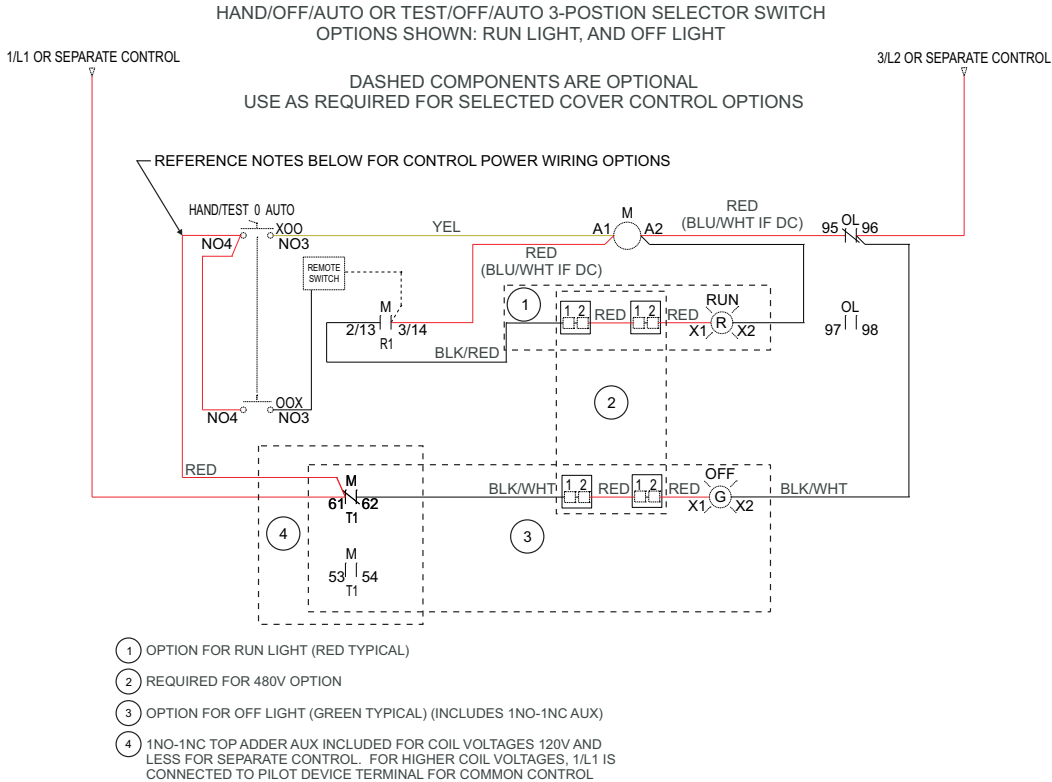 HAND/OFF/AUTO OR TEST/OFF/AUTO 3-POSTION SELECTOR SWITCH
OPTIONS SHOWN: RUN LIGHT, AND OFF LIGHT
1/L1 OR SEPARATE CONTROL
3/L2 OR SEPARATE CONTROL
DASHED COMPONENTS ARE OPTIONAL
USE AS REQUIRED FOR SELECTED COVER CONTROL OPTIONS
REFERENCE NOTES BELOW FOR CONTROL POWER WIRING OPTIONS
HAND/TEST 0 AUTO
XOO
NO4
NO3
YEL
M
A1
A2
RED
(BLU/WHT IF DC)
OL
95
96
RED
(BLU/WHT IF DC)
REMOTE
SWITCH
M
2/13
3/14
R1
BLK/RED
1
1 2
RED
1 2
RED
RUN
R
X1
X2
OL
97
98
2
OOX
NO4
NO3
RED
M
61
62
T1
BLK/WHT
1 2
RED
1 2
RED
OFF
G
X1
X2
BLK/WHT
4
3
M
53
54
T1
1 OPTION FOR RUN LIGHT (RED TYPICAL)
2 REQUIRED FOR 480V OPTION
3 OPTION FOR OFF LIGHT (GREEN TYPICAL) (INCLUDES 1NO-1NC AUX)
4 1NO-1NC TOP ADDER AUX INCLUDED FOR COIL VOLTAGES 120V AND
LESS FOR SEPARATE CONTROL. FOR HIGHER COIL VOLTAGES, 1/L1 IS
CONNECTED TO PILOT DEVICE TERMINAL FOR COMMON CONTROL